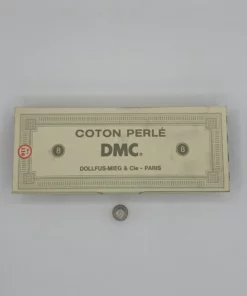 COTON PERLÉ
8 DMC® 8
DOLLFUS-MIEG & Cie - PARIS